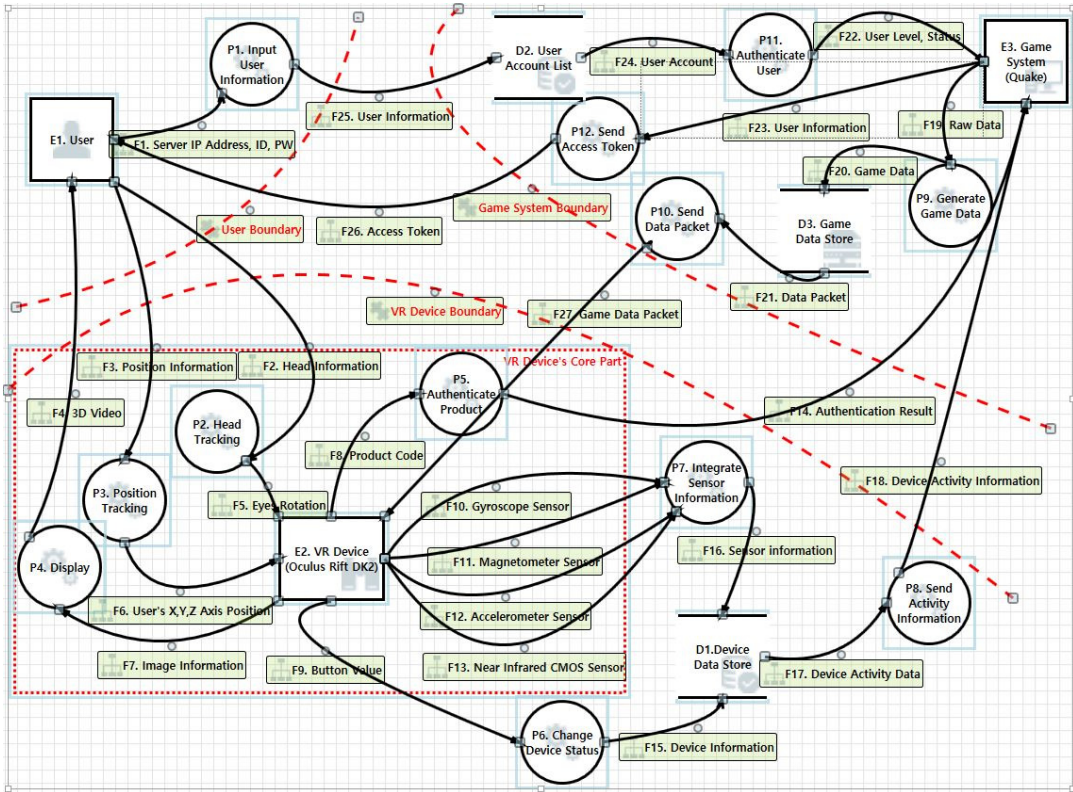 P1. Input
User
Information
D2. User
Account List
P11.
Authenticate
User
F22. User Level, Status
E3. Game
System
(Quake)
F24. User Account
F25. User Information
E1. User
F1. Server IP Address, ID, PW
P12. Send
Access Token
F23. User Information
F19. Raw Data
F20. Game Data
P10. Send
Data Packet
P9. Generate
Game Data
Game System Boundary
User Boundary
F26. Access Token
D3. Game
Data Store
F21. Data Packet
VR Device Boundary
F27. Game Data Packet
VR Device's Core Part
F3. Position Information
F2. Head Information
P5.
Authenticate
Product
F4. 3D Video
P14. Authentication Result
P2. Head
Tracking
F8. Product Code
P7. Integrate
Sensor
Information
F18. Device Activity Information
P3. Position
Tracking
F5. Eyes Rotation
F10. Gyroscope Sensor
E2. VR Device
(Oculus Rift DK2)
F16. Sensor information
F11. Magnetometer Sensor
P4. Display
P8. Send
Activity
Information
F6. User's X,Y,Z Axis Position
F12. Accelerometer Sensor
F7. Image Information
F9. Button Value
F13. Near Infrared CMOS Sensor
D1.Device
Data Store
F17. Device Activity Data
P6. Change
Device Status
F15. Device Information